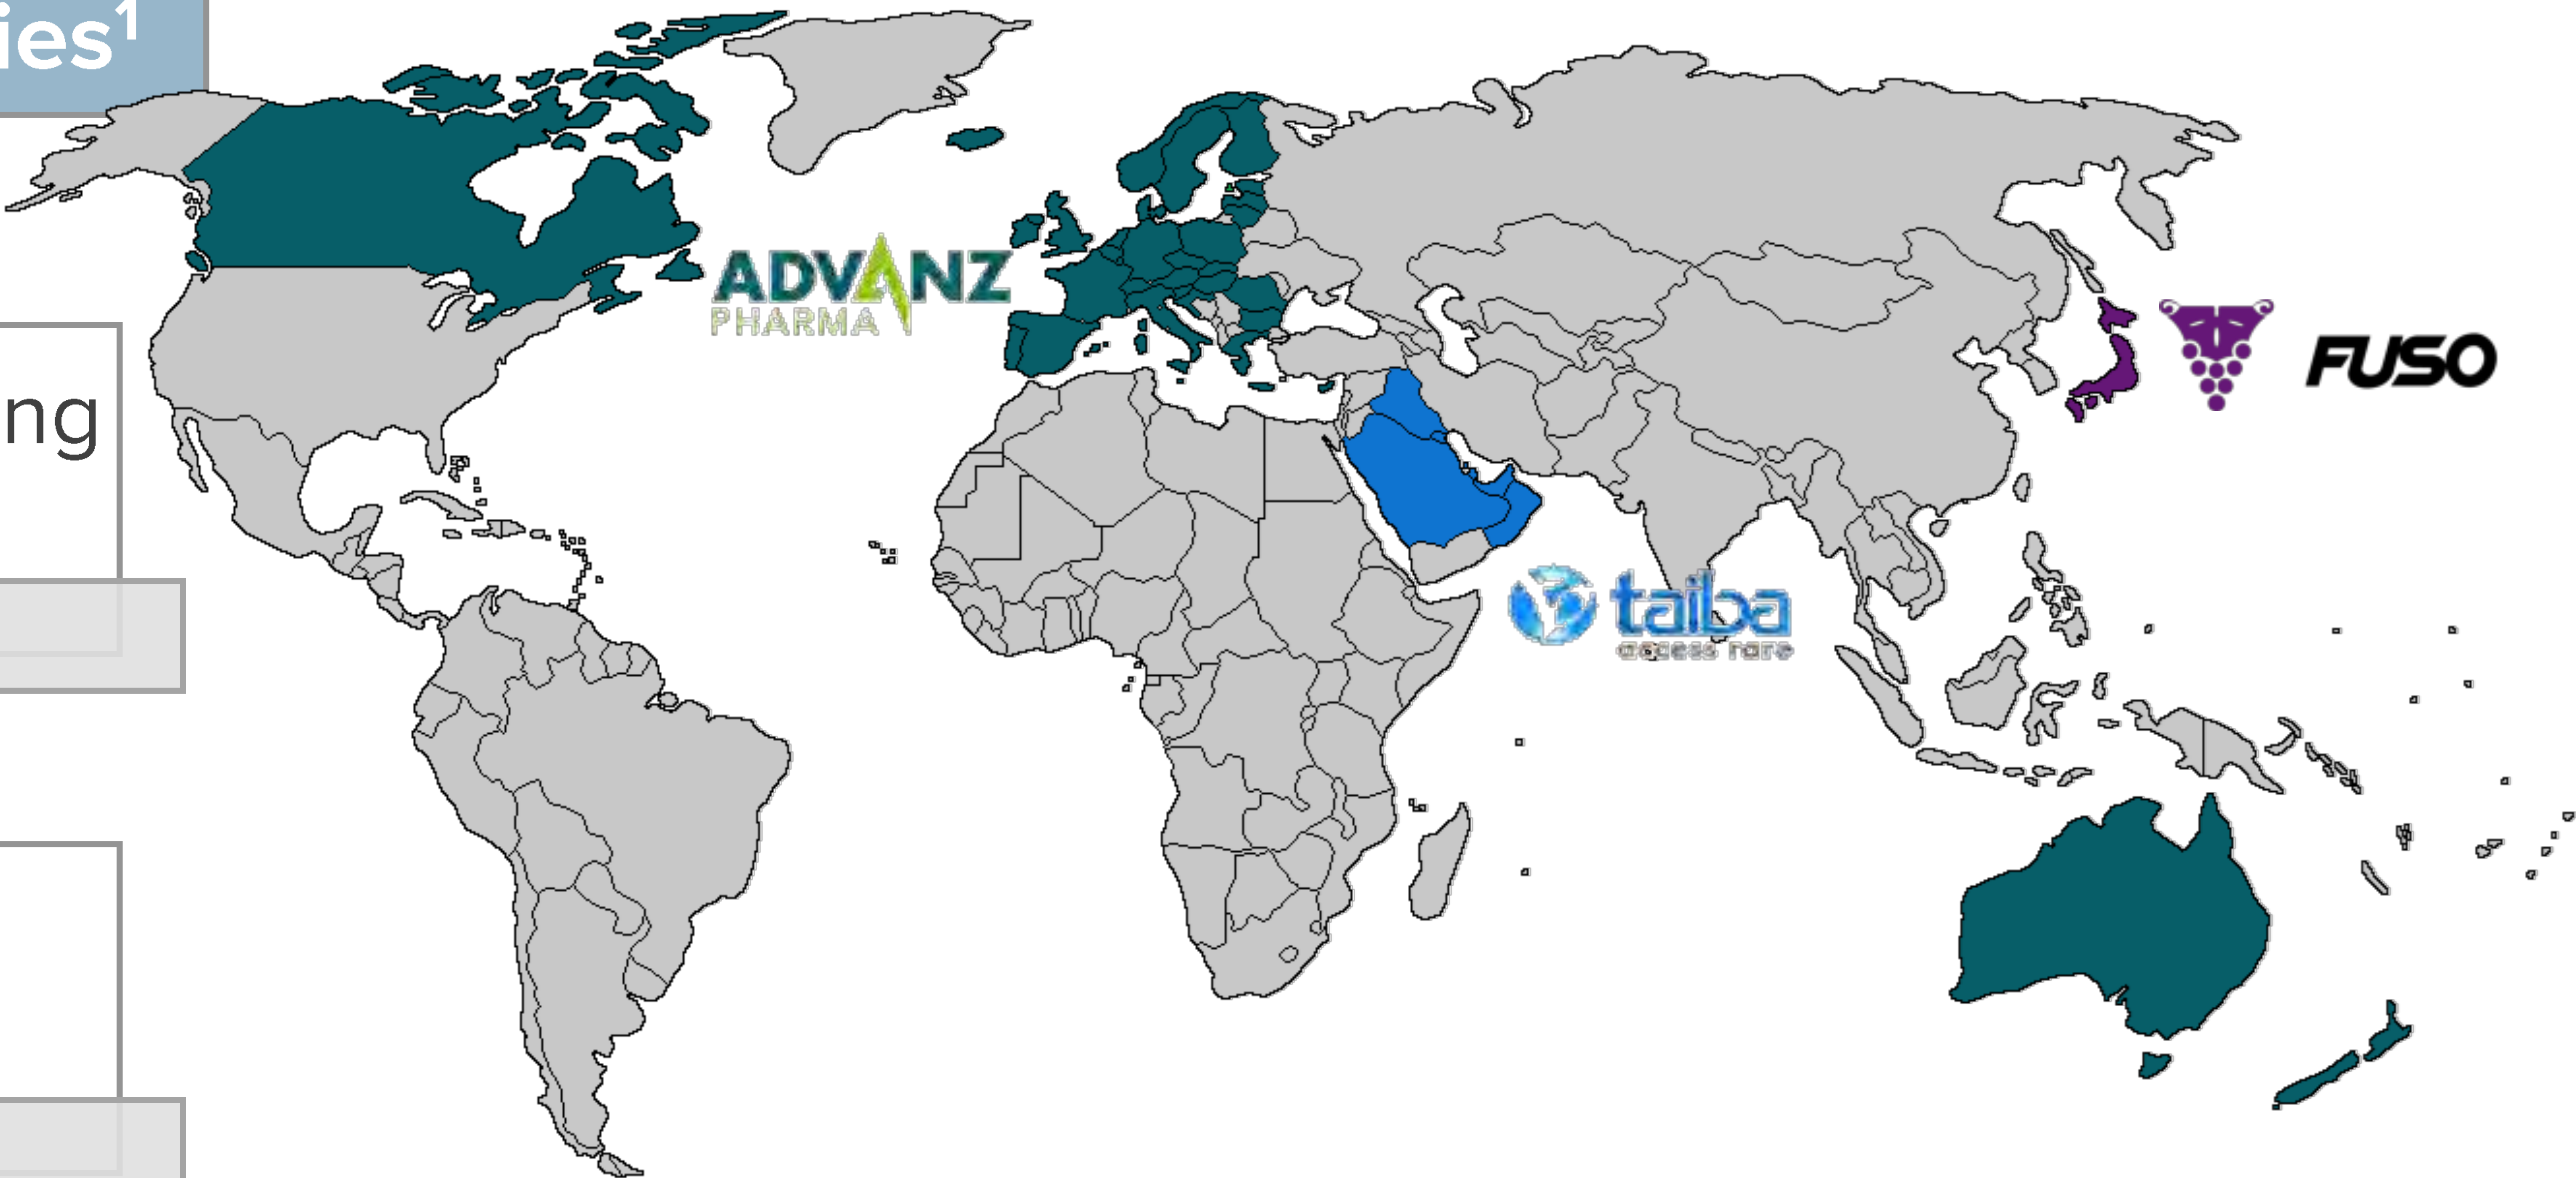 ies¹
ng
ADVANZ
PHARMA
FUSO
taiba
access rare